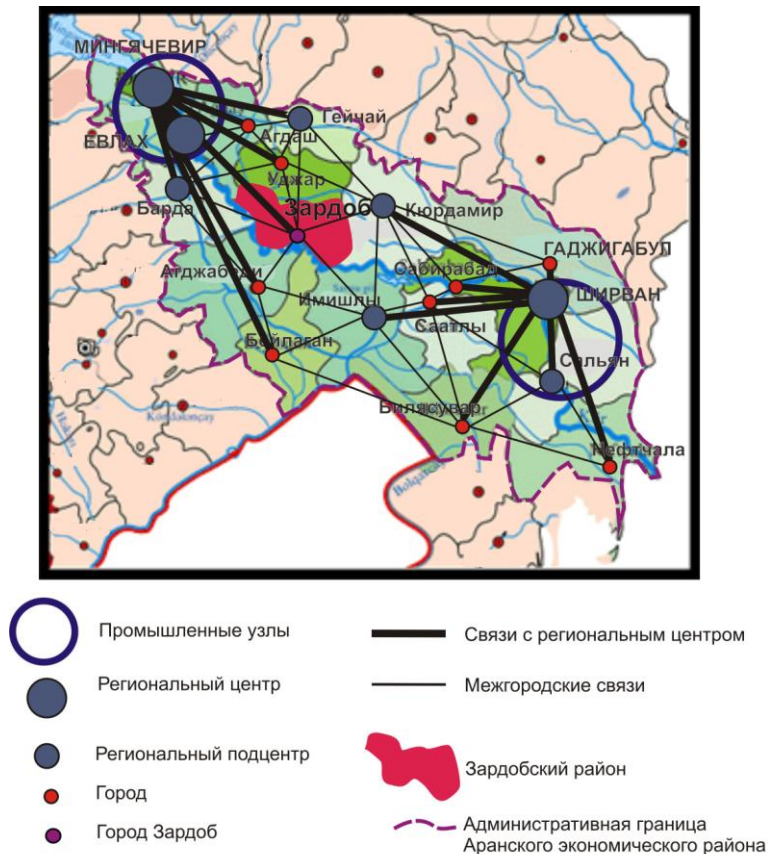 МИНГЯЧЕВИР
Гейчай
ЕВЛАХ
Агдаш
Уджар
Барда
Зардоб
Кюрдамир
ГАДЖИГАБУЛ
Агджабеди
Сабирабад
Имишлы
ШИРВАН
Саатлы
Бейлаган
Сальян
Билясувар
Нефтчала
Промышленные узлы
Связи с региональным центром
Региональный центр
Межгородские связи
Региональный подцентр
Зардобский район
Город
Город Зардоб
Административная граница
Аранского экономического района